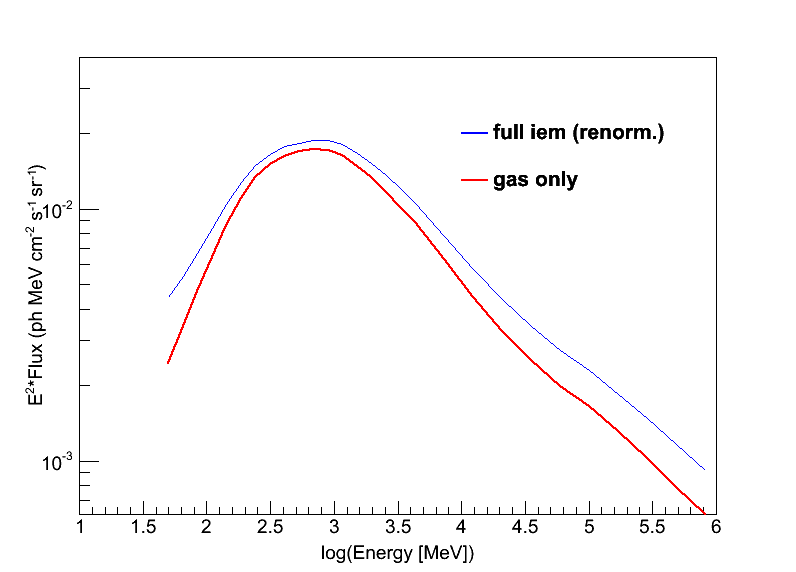 full iem (renorm.)
gas only
E²*Flux (ph MeV cm⁻² s⁻¹ sr⁻¹)
10⁻²
10⁻³
1 1.5 2 2.5 3 3.5 4 4.5 5 5.5 6
log(Energy [MeV])